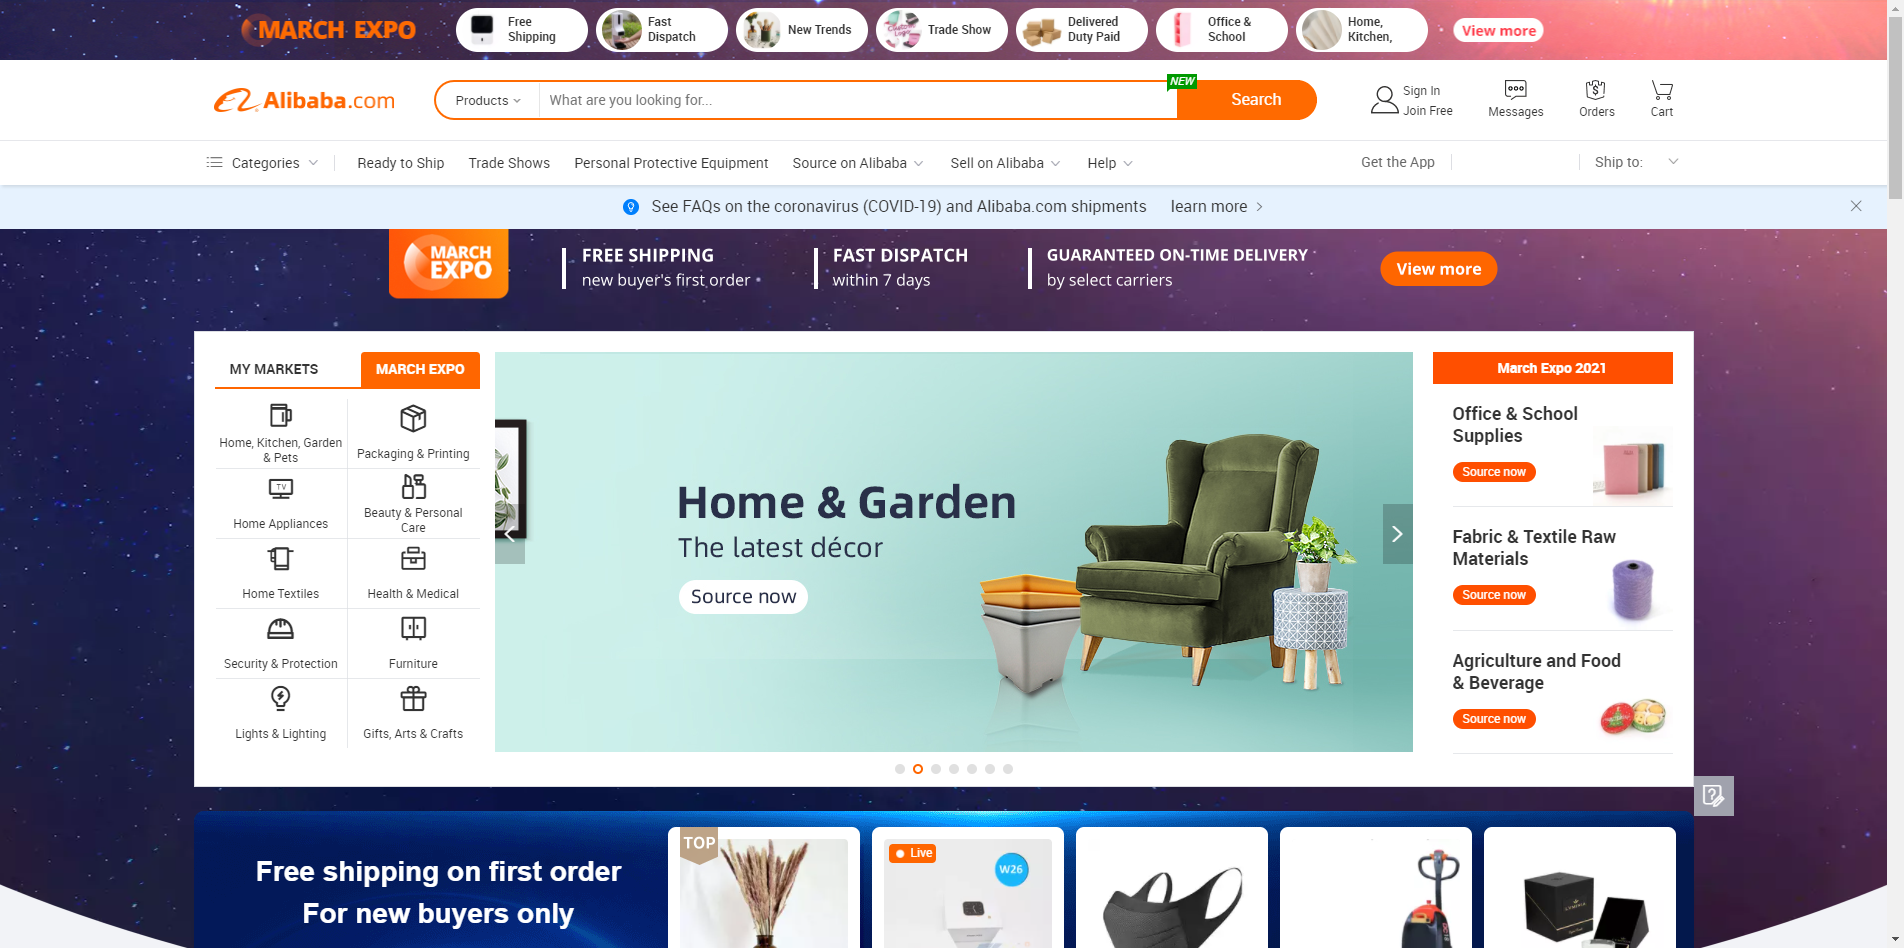 MARCH EXPO
Free
Shipping
Fast
Dispatch
New Trends
Trade Show
Delivered
Duty Paid
Office &
School
Home,
Kitchen,
View more
Alibaba.com
Products
What are you looking for...
NEW
Search
Sign In
Join Free
Messages
Orders
Cart
Categories
Ready to Ship
Trade Shows
Personal Protective Equipment
Source on Alibaba
Sell on Alibaba
Help
Get the App
Ship to:
See FAQs on the coronavirus (COVID-19) and Alibaba.com shipments
learn more
MARCH
EXPO
FREE SHIPPING
new buyer's first order
FAST DISPATCH
within 7 days
GUARANTEED ON-TIME DELIVERY
by select carriers
View more
MY MARKETS
MARCH EXPO
Home, Kitchen, Garden
& Pets
Packaging & Printing
TV
Home Appliances
Beauty & Personal
Care
Home Textiles
Health & Medical
Security & Protection
Furniture
Lights & Lighting
Gifts, Arts & Crafts
Home & Garden
The latest décor
Source now
March Expo 2021
Office & School
Supplies
Source now
Fabric & Textile Raw
Materials
Source now
Agriculture and Food
& Beverage
Source now
Free shipping on first order
For new buyers only
TOP
Live
W26